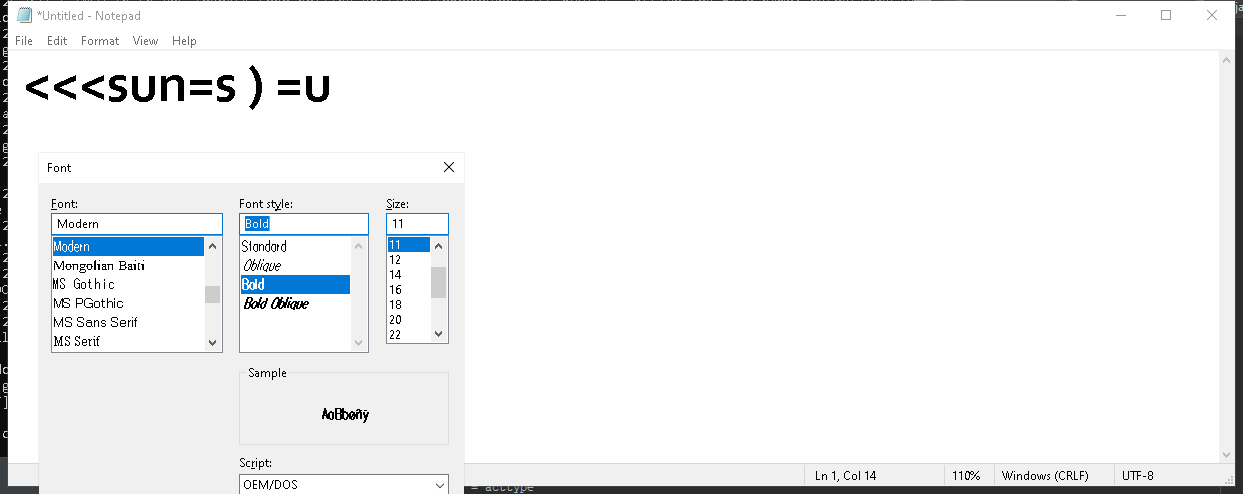 *Untitled - Notepad
File Edit Format View Help
<<<sun=s ) =u
Font
Font: Font style: Size:
Modern Bold 11
Modern Standard 11
Mongolian Baiti Oblique 12
MS Gothic Bold 14
MS PGothic Bold Oblique 16
MS Sans Serif 18
MS Serif 20
22
Sample
AaBbøñý
Script:
OEM/DOS
Ln 1, Col 14 110% Windows (CRLF) UTF-8
= acctype